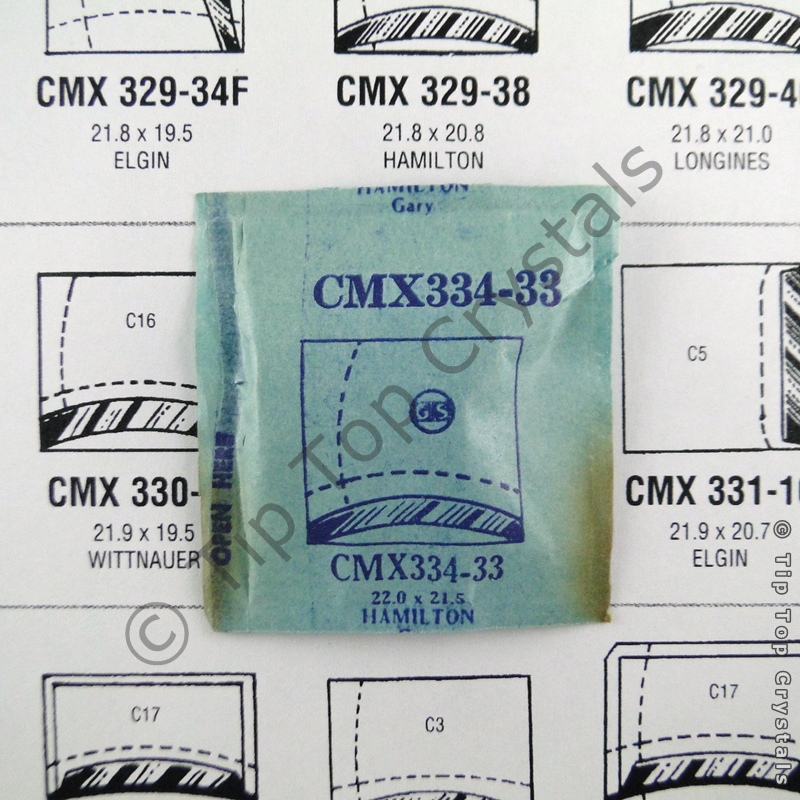 CMX 329-34F
21.8 x 19.5
ELGIN
CMX 329-38
21.8 x 20.8
HAMILTON
CMX 329-4
21.8 x 21.0
LONGINES
HAMILTON
Gary
CMX334-33
GS
OPEN HERE
CMX334-33
22.0 x 21.5
HAMILTON
C16
CMX 330-
21.9 x 19.5
WITTNAUER
C5
CMX 331-1
21.9 x 20.7
ELGIN
C17
C3
C17
© Tip Top Crystals
© Tip Top Crystals